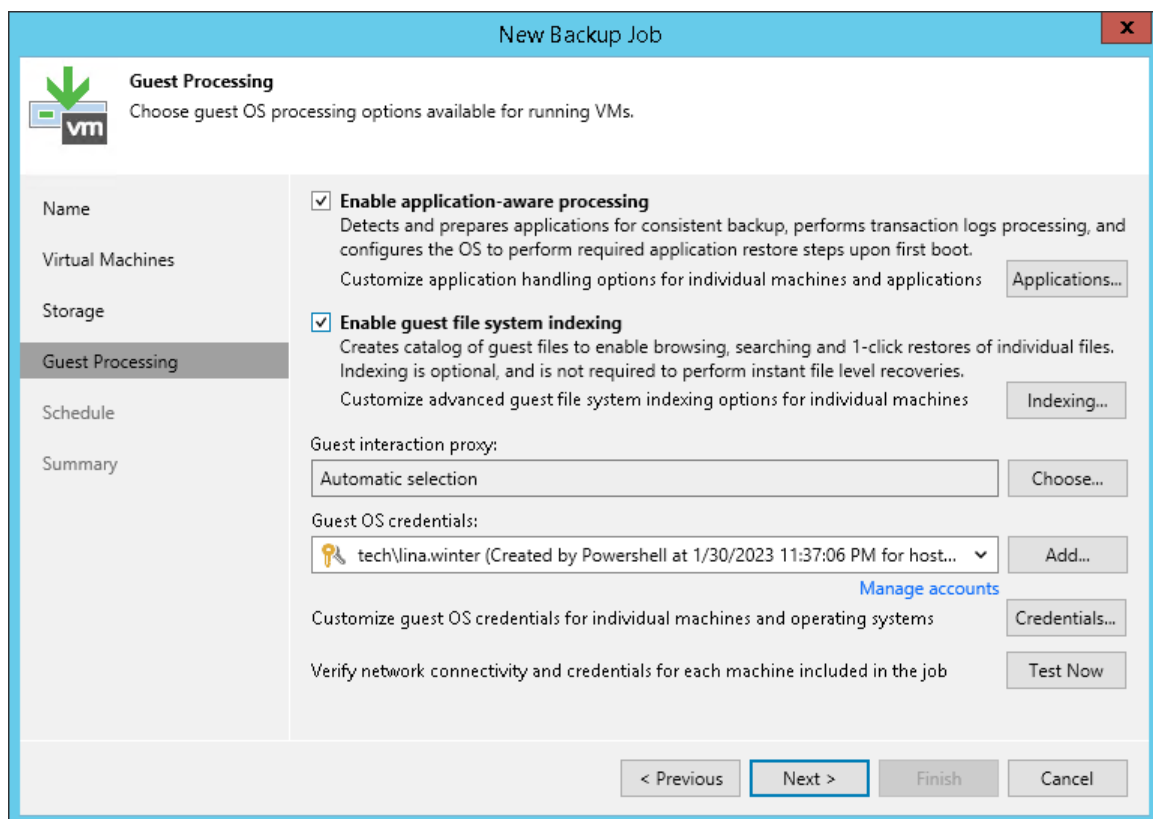 New Backup Job
x
vm
Guest Processing
Choose guest OS processing options available for running VMs.
Name
Virtual Machines
Storage
Guest Processing
Schedule
Summary
Enable application-aware processing
Detects and prepares applications for consistent backup, performs transaction logs processing, and
configures the OS to perform required application restore steps upon first boot.
Customize application handling options for individual machines and applications
Applications...
Enable guest file system indexing
Creates catalog of guest files to enable browsing, searching and 1-click restores of individual files.
Indexing is optional, and is not required to perform instant file level recoveries.
Customize advanced guest file system indexing options for individual machines
Indexing...
Guest interaction proxy:
Automatic selection
Choose...
Guest OS credentials:
tech\lina.winter (Created by Powershell at 1/30/2023 11:37:06 PM for host...
Add...
Manage accounts
Customize guest OS credentials for individual machines and operating systems
Credentials...
Verify network connectivity and credentials for each machine included in the job
Test Now
< Previous
Next >
Finish
Cancel